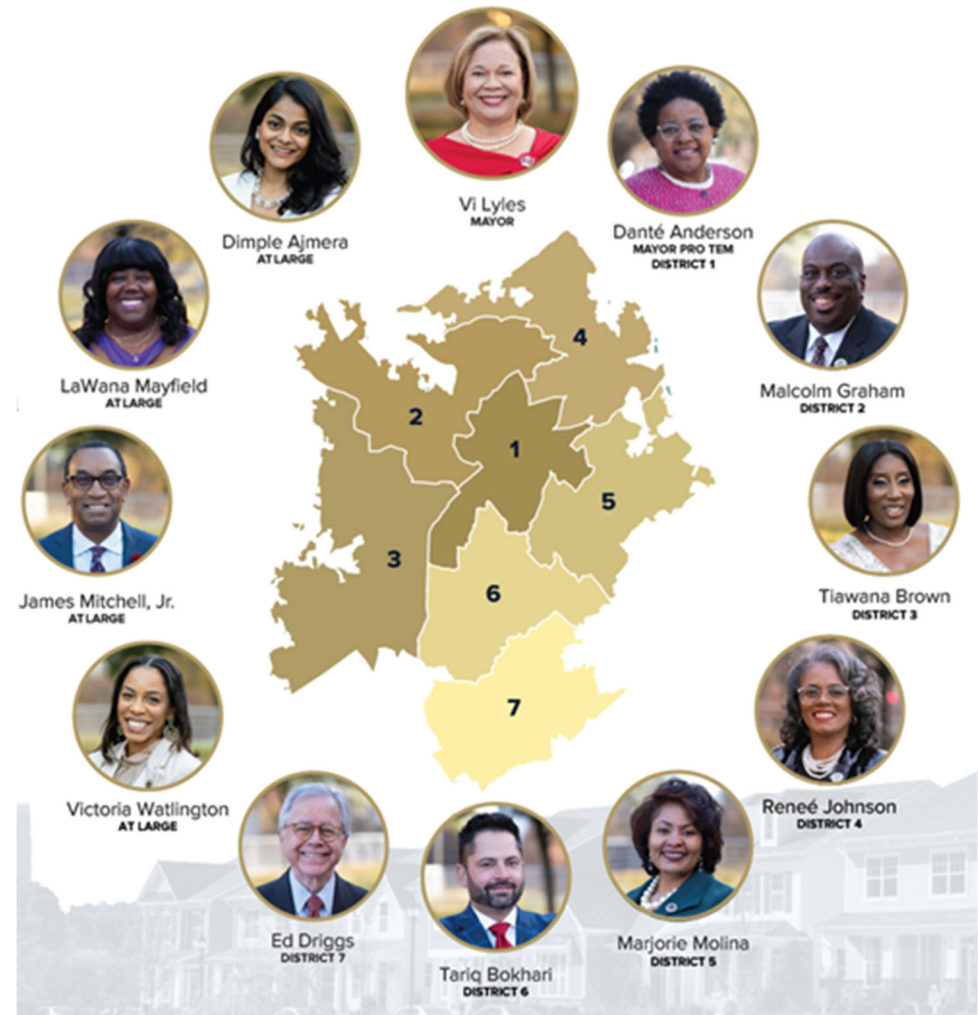 Vi Lyles
MAYOR
Dimple Ajmera
AT LARGE
Danté Anderson
MAYOR PRO TEM
DISTRICT 1
LaWana Mayfield
AT LARGE
Malcolm Graham
DISTRICT 2
James Mitchell, Jr.
AT LARGE
Tiawana Brown
DISTRICT 3
Victoria Watlington
AT LARGE
Reneé Johnson
DISTRICT 4
Ed Driggs
DISTRICT 7
Tariq Bokhari
DISTRICT 6
Marjorie Molina
DISTRICT 5
4
2
1
5
3
6
7